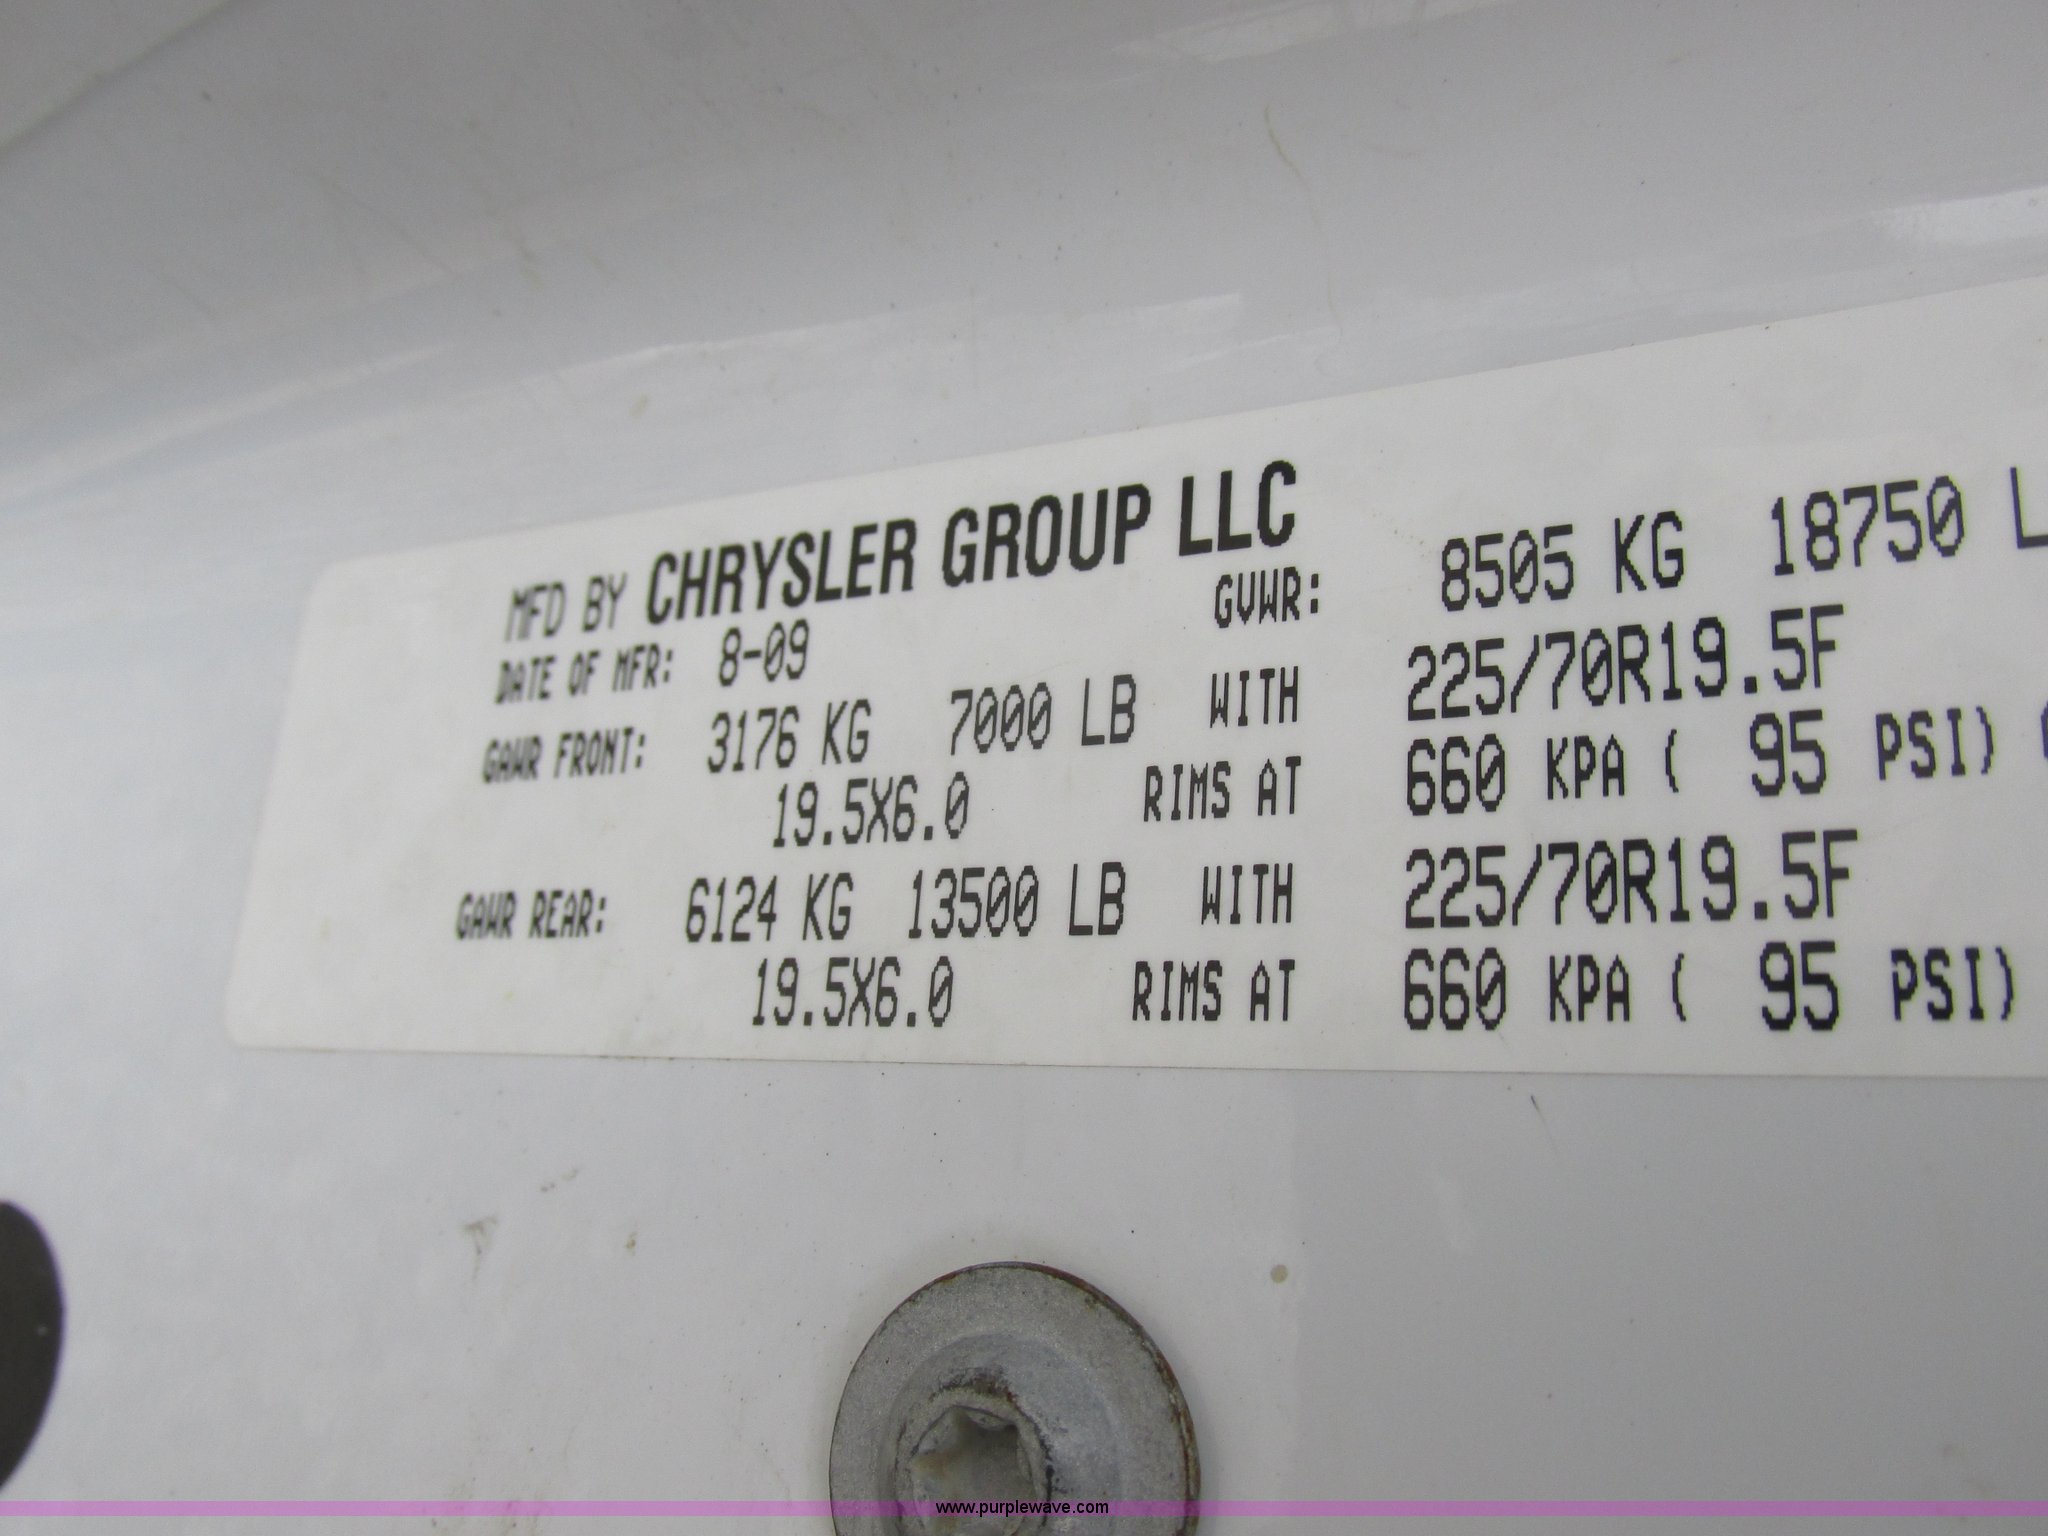 MFD BY CHRYSLER GROUP LLC
DATE OF MFR: 8-09 GVWR: 8505 KG 18750 L
GAWR FRONT: 3176 KG 7000 LB WITH 225/70R19.5F
19.5X6.0 RIMS AT 660 KPA ( 95 PSI)
GAWR REAR: 6124 KG 13500 LB WITH 225/70R19.5F
19.5X6.0 RIMS AT 660 KPA ( 95 PSI)
www.purplewave.com